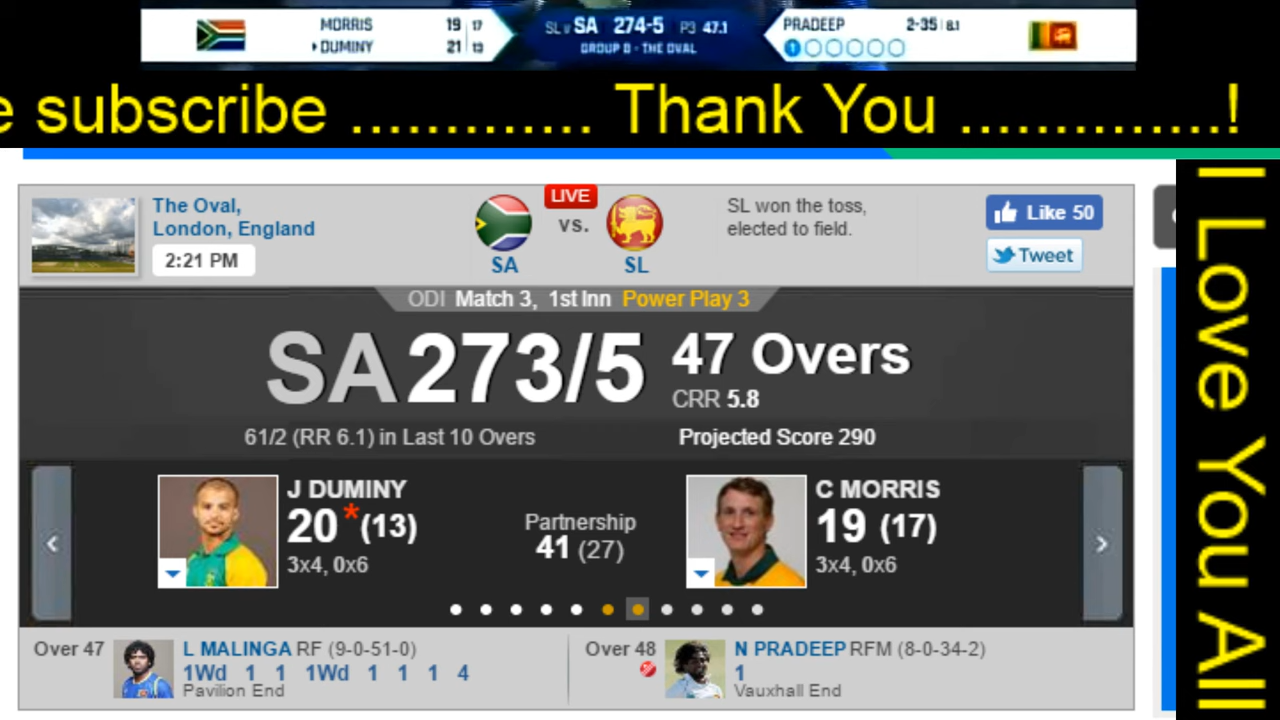 MORRIS 19 17
DUMINY 21 13
SL v SA 274-5 P3 47.1
GROUP B - THE OVAL
PRADEEP 2-35 8.1
1
e subscribe ............. Thank You ..............!
I Love You All
The Oval,
London, England
2:21 PM
LIVE
vs.
SA SL
SL won the toss,
elected to field.
Like 50
Tweet
ODI Match 3, 1st Inn Power Play 3
SA 273/5 47 Overs
CRR 5.8
61/2 (RR 6.1) in Last 10 Overs Projected Score 290
J DUMINY
20*(13)
3x4, 0x6
Partnership
41 (27)
C MORRIS
19 (17)
3x4, 0x6
Over 47 L MALINGA RF (9-0-51-0)
1Wd 1 1 1Wd 1 1 1 4
Pavilion End
Over 48 N PRADEEP RFM (8-0-34-2)
1
Vauxhall End